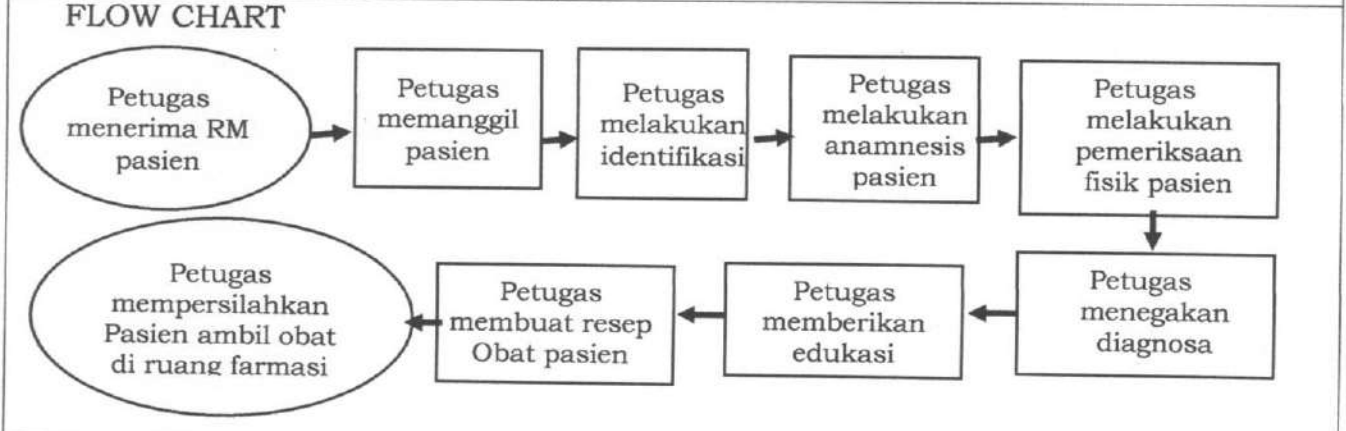 FLOW CHART
Petugas
menerima RM
pasien
Petugas
memanggil
pasien
Petugas
melakukan
identifikasi
Petugas
melakukan
anamnesis
pasien
Petugas
melakukan
pemeriksaan
fisik pasien
Petugas
menegakan
diagnosa
Petugas
memberikan
edukasi
Petugas
membuat resep
Obat pasien
Petugas
mempersilahkan
Pasien ambil obat
di ruang farmasi